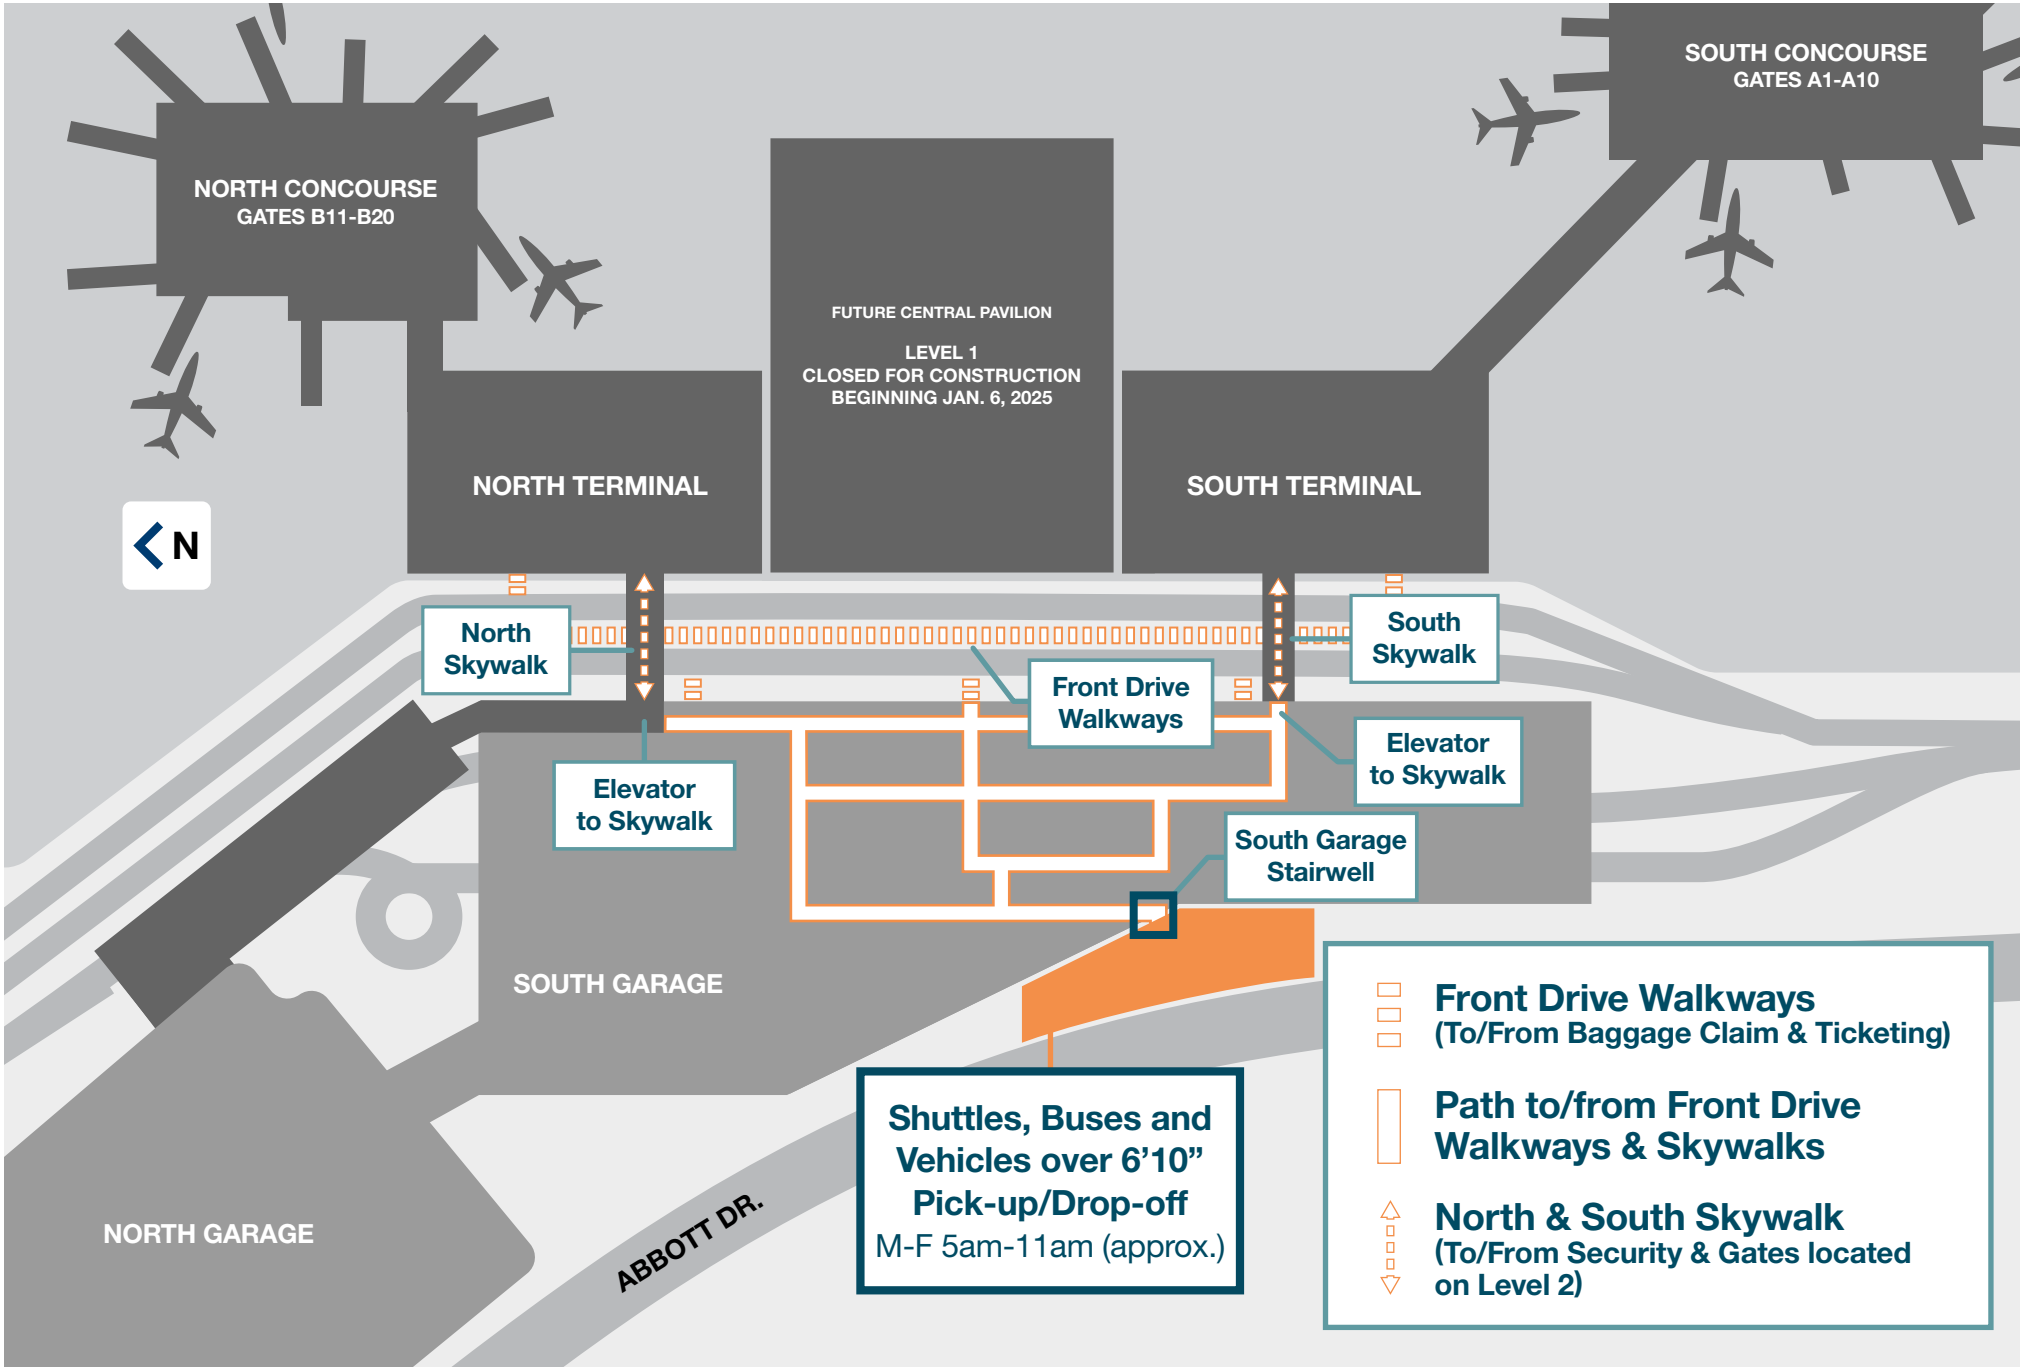 SOUTH CONCOURSE
GATES A1-A10
NORTH CONCOURSE
GATES B11-B20
FUTURE CENTRAL PAVILION
LEVEL 1
CLOSED FOR CONSTRUCTION
BEGINNING JAN. 6, 2025
NORTH TERMINAL
SOUTH TERMINAL
N
North
Skywalk
South
Skywalk
Front Drive
Walkways
Elevator
to Skywalk
Elevator
to Skywalk
South Garage
Stairwell
SOUTH GARAGE
NORTH GARAGE
ABBOTT DR.
Shuttles, Buses and
Vehicles over 6’10”
Pick-up/Drop-off
M-F 5am-11am (approx.)
Front Drive Walkways
(To/From Baggage Claim & Ticketing)
Path to/from Front Drive
Walkways & Skywalks
North & South Skywalk
(To/From Security & Gates located
on Level 2)